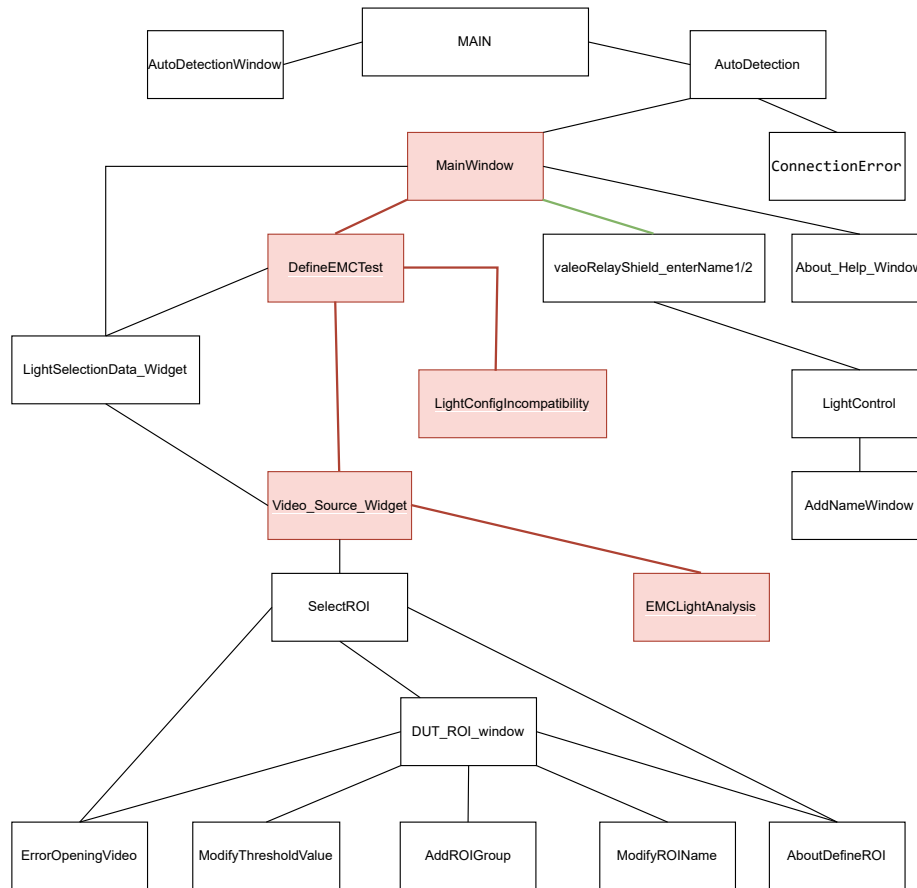 MAIN
AutoDetectionWindow
AutoDetection
MainWindow
ConnectionError
DefineEMCTest
valeoRelayShield_enterName1/2
About_Help_Window
LightSelectionData_Widget
LightConfigIncompatibility
LightControl
Video_Source_Widget
AddNameWindow
SelectROI
EMCLightAnalysis
DUT_ROI_window
ErrorOpeningVideo
ModifyThresholdValue
AddROIGroup
ModifyROIName
AboutDefineROI